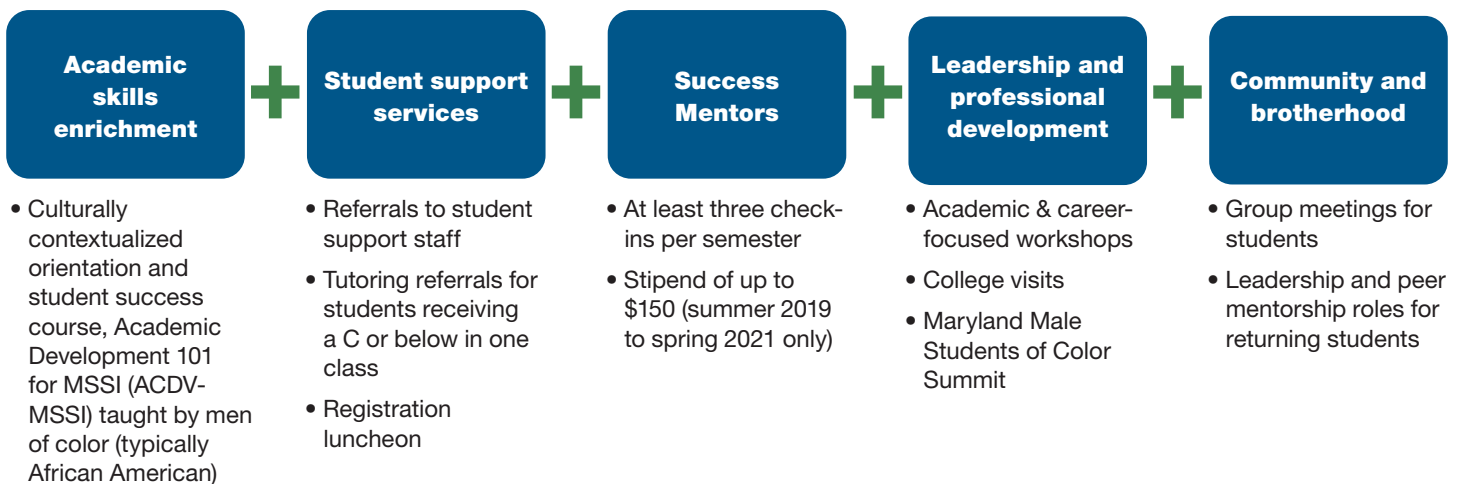 Academic
skills
enrichment
• Culturally
contextualized
orientation and
student success
course, Academic
Development 101
for MSSI (ACDV-
MSSI) taught by men
of color (typically
African American)
Student support
services
• Referrals to student
support staff
• Tutoring referrals for
students receiving
a C or below in one
class
• Registration
luncheon
Success
Mentors
• At least three check-
ins per semester
• Stipend of up to
$150 (summer 2019
to spring 2021 only)
Leadership and
professional
development
• Academic & career-
focused workshops
• College visits
• Maryland Male
Students of Color
Summit
Community and
brotherhood
• Group meetings for
students
• Leadership and peer
mentorship roles for
returning students